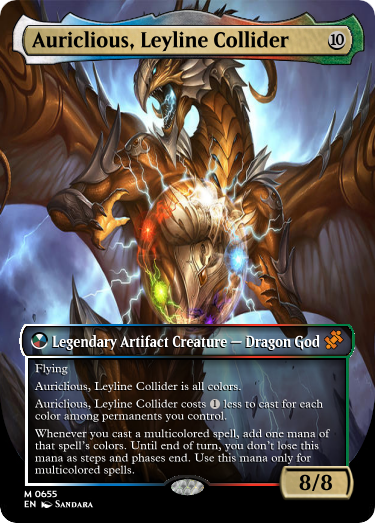 Auriclious, Leyline Collider 10
Legendary Artifact Creature — Dragon God
Flying
Auriclious, Leyline Collider is all colors.
Auriclious, Leyline Collider costs 1 less to cast for each
color among permanents you control.
Whenever you cast a multicolored spell, add one mana of
that spell's colors. Until end of turn, you don't lose this
mana as steps and phases end. Use this mana only for
multicolored spells.
8/8
M 0655
EN Sandara